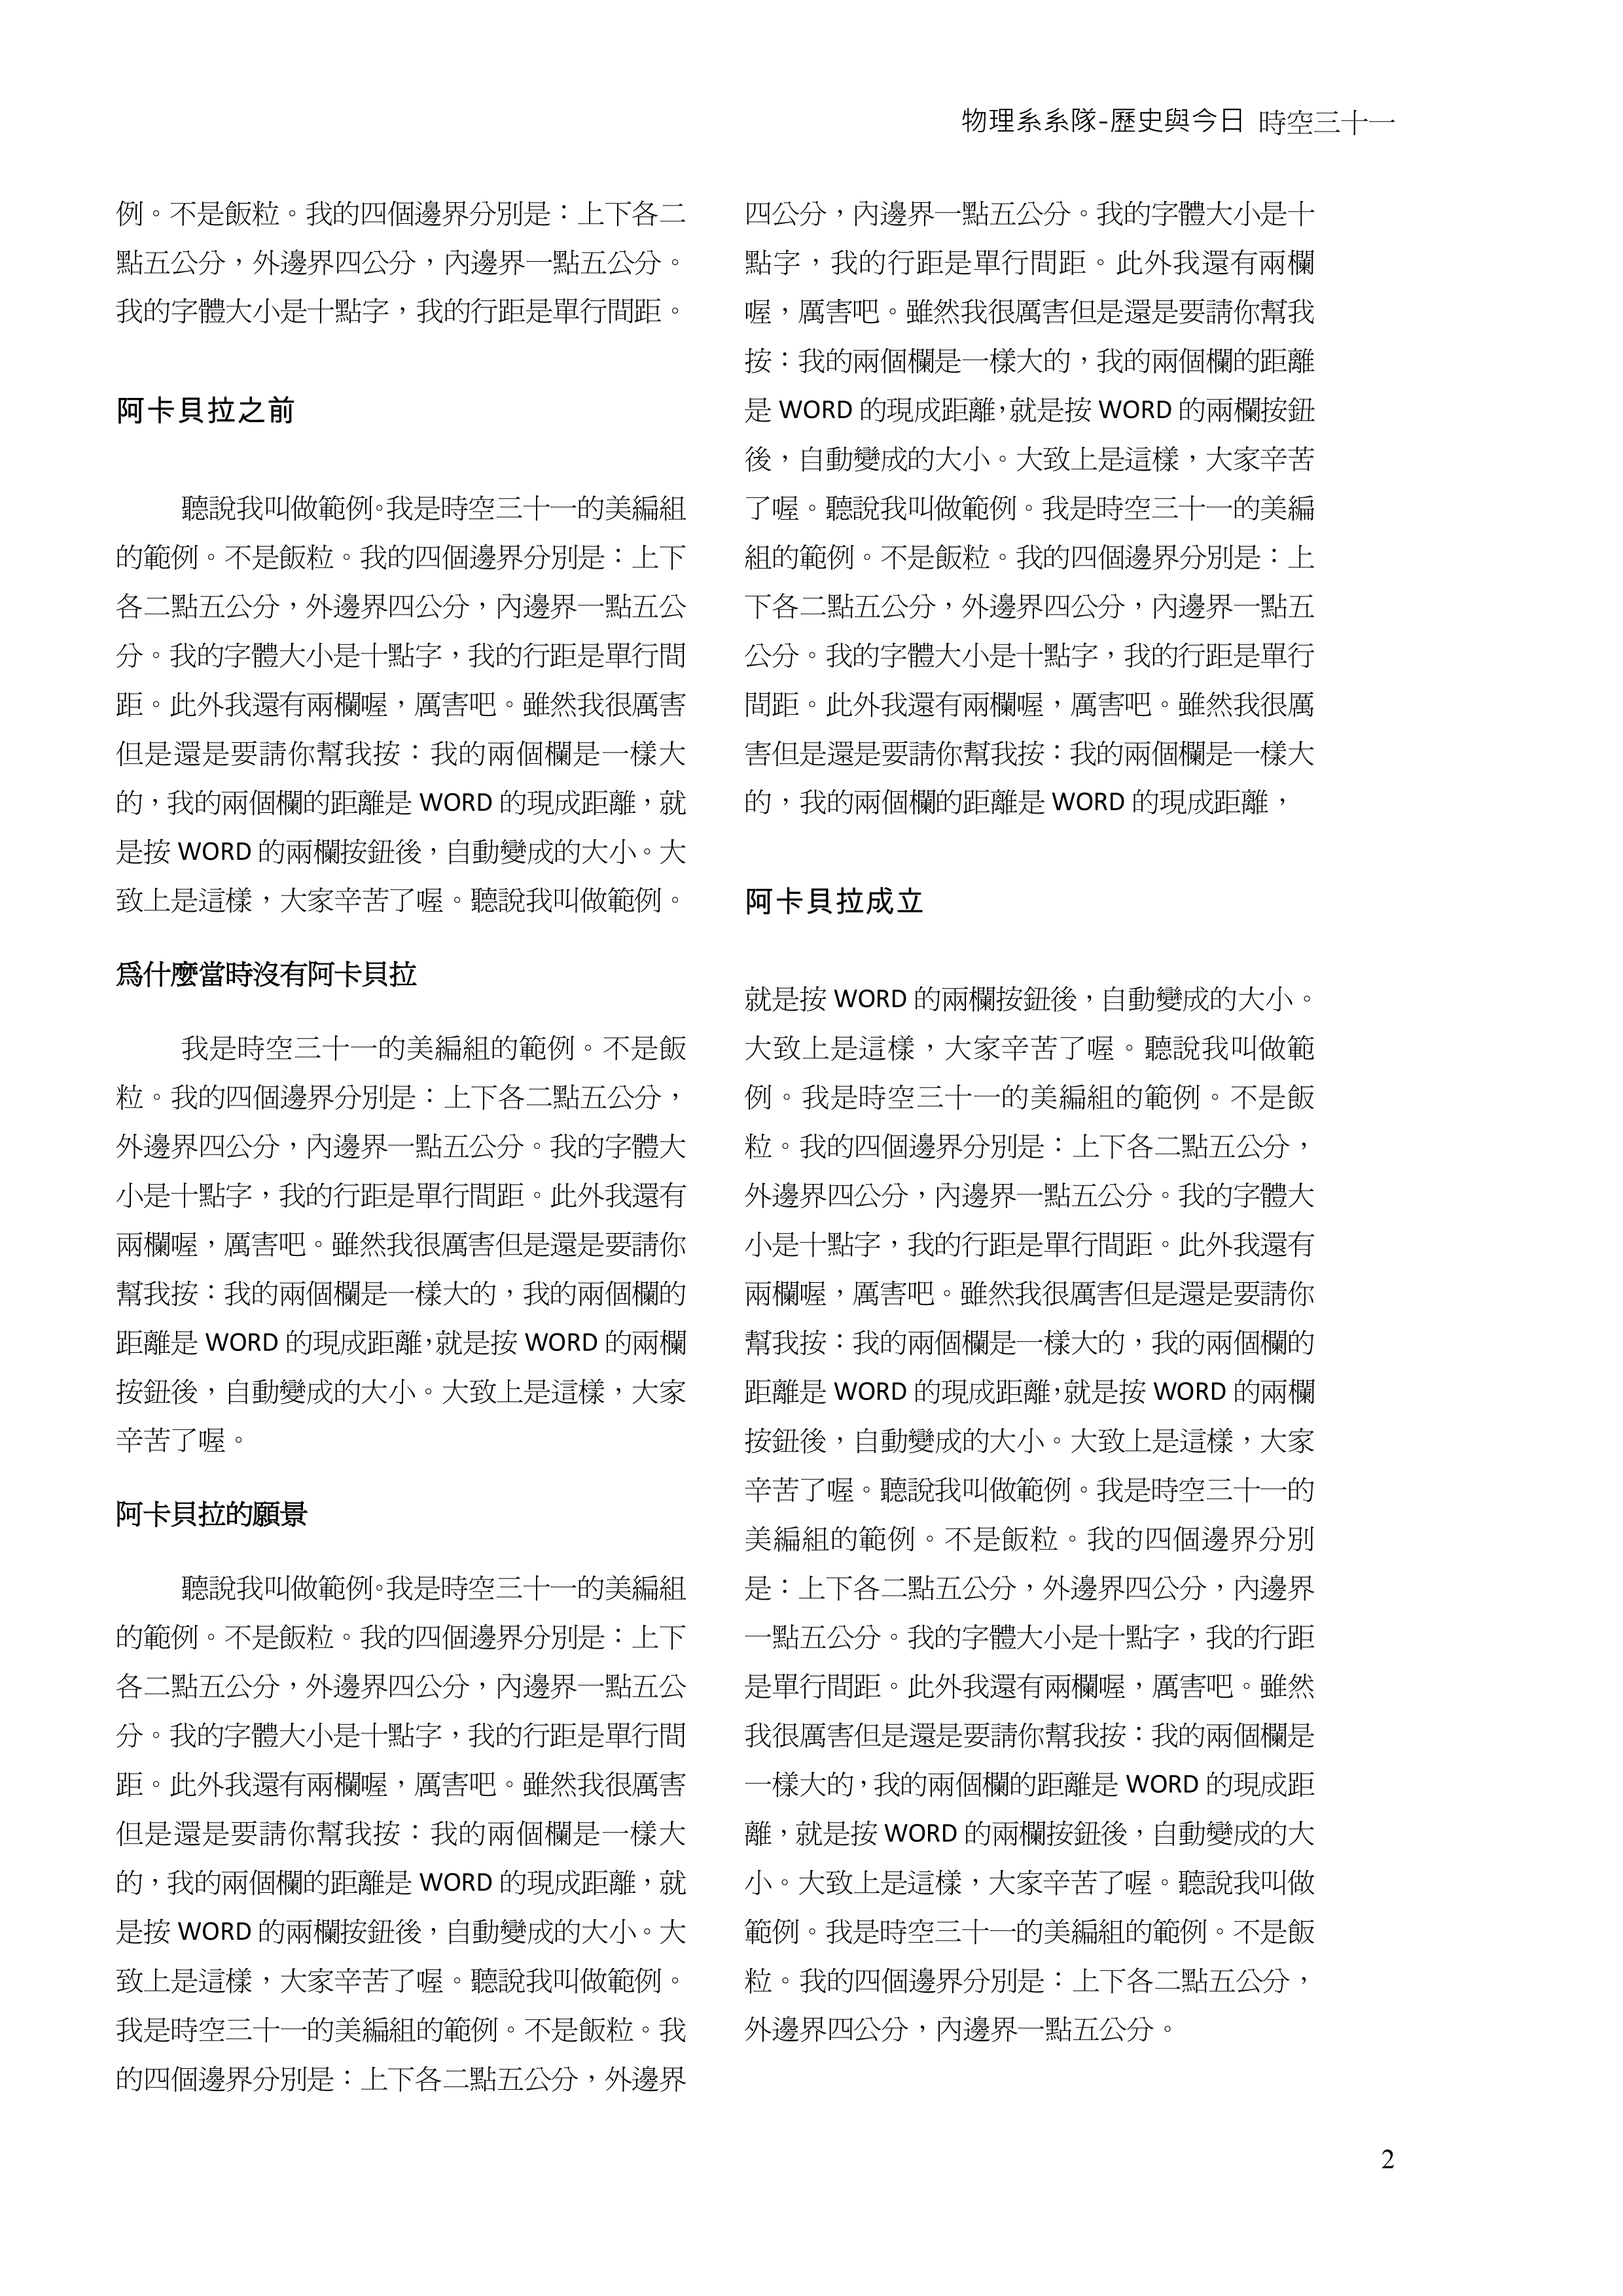 物理系系隊-歷史與今日 時空三十一
例。不是飯粒。我的四個邊界分別是：上下各二
點五公分，外邊界四公分，內邊界一點五公分。
我的字體大小是十點字，我的行距是單行間距。
阿卡貝拉之前
聽說我叫做範例。我是時空三十一的美編組
的範例。不是飯粒。我的四個邊界分別是：上下
各二點五公分，外邊界四公分，內邊界一點五公
分。我的字體大小是十點字，我的行距是單行間
距。此外我還有兩欄喔，厲害吧。雖然我很厲害
但是還是要請你幫我按：我的兩個欄是一樣大
的，我的兩個欄的距離是 WORD 的現成距離，就
是按 WORD 的兩欄按鈕後，自動變成的大小。大
致上是這樣，大家辛苦了喔。聽說我叫做範例。
為什麼當時沒有阿卡貝拉
我是時空三十一的美編組的範例。不是飯
粒。我的四個邊界分別是：上下各二點五公分，
外邊界四公分，內邊界一點五公分。我的字體大
小是十點字，我的行距是單行間距。此外我還有
兩欄喔，厲害吧。雖然我很厲害但是還是要請你
幫我按：我的兩個欄是一樣大的，我的兩個欄的
距離是 WORD 的現成距離，就是按 WORD 的兩欄
按鈕後，自動變成的大小。大致上是這樣，大家
辛苦了喔。
阿卡貝拉的願景
聽說我叫做範例。我是時空三十一的美編組
的範例。不是飯粒。我的四個邊界分別是：上下
各二點五公分，外邊界四公分，內邊界一點五公
分。我的字體大小是十點字，我的行距是單行間
距。此外我還有兩欄喔，厲害吧。雖然我很厲害
但是還是要請你幫我按：我的兩個欄是一樣大
的，我的兩個欄的距離是 WORD 的現成距離，就
是按 WORD 的兩欄按鈕後，自動變成的大小。大
致上是這樣，大家辛苦了喔。聽說我叫做範例。
我是時空三十一的美編組的範例。不是飯粒。我
的四個邊界分別是：上下各二點五公分，外邊界
四公分，內邊界一點五公分。我的字體大小是十
點字，我的行距是單行間距。此外我還有兩欄
喔，厲害吧。雖然我很厲害但是還是要請你幫我
按：我的兩個欄是一樣大的，我的兩個欄的距離
是 WORD 的現成距離，就是按 WORD 的兩欄按鈕
後，自動變成的大小。大致上是這樣，大家辛苦
了喔。聽說我叫做範例。我是時空三十一的美編
組的範例。不是飯粒。我的四個邊界分別是：上
下各二點五公分，外邊界四公分，內邊界一點五
公分。我的字體大小是十點字，我的行距是單行
間距。此外我還有兩欄喔，厲害吧。雖然我很厲
害但是還是要請你幫我按：我的兩個欄是一樣大
的，我的兩個欄的距離是 WORD 的現成距離，
阿卡貝拉成立
就是按 WORD 的兩欄按鈕後，自動變成的大小。
大致上是這樣，大家辛苦了喔。聽說我叫做範
例。我是時空三十一的美編組的範例。不是飯
粒。我的四個邊界分別是：上下各二點五公分，
外邊界四公分，內邊界一點五公分。我的字體大
小是十點字，我的行距是單行間距。此外我還有
兩欄喔，厲害吧。雖然我很厲害但是還是要請你
幫我按：我的兩個欄是一樣大的，我的兩個欄的
距離是 WORD 的現成距離，就是按 WORD 的兩欄
按鈕後，自動變成的大小。大致上是這樣，大家
辛苦了喔。聽說我叫做範例。我是時空三十一的
美編組的範例。不是飯粒。我的四個邊界分別
是：上下各二點五公分，外邊界四公分，內邊界
一點五公分。我的字體大小是十點字，我的行距
是單行間距。此外我還有兩欄喔，厲害吧。雖然
我很厲害但是還是要請你幫我按：我的兩個欄是
一樣大的，我的兩個欄的距離是 WORD 的現成距
離，就是按 WORD 的兩欄按鈕後，自動變成的大
小。大致上是這樣，大家辛苦了喔。聽說我叫做
範例。我是時空三十一的美編組的範例。不是飯
粒。我的四個邊界分別是：上下各二點五公分，
外邊界四公分，內邊界一點五公分。
2